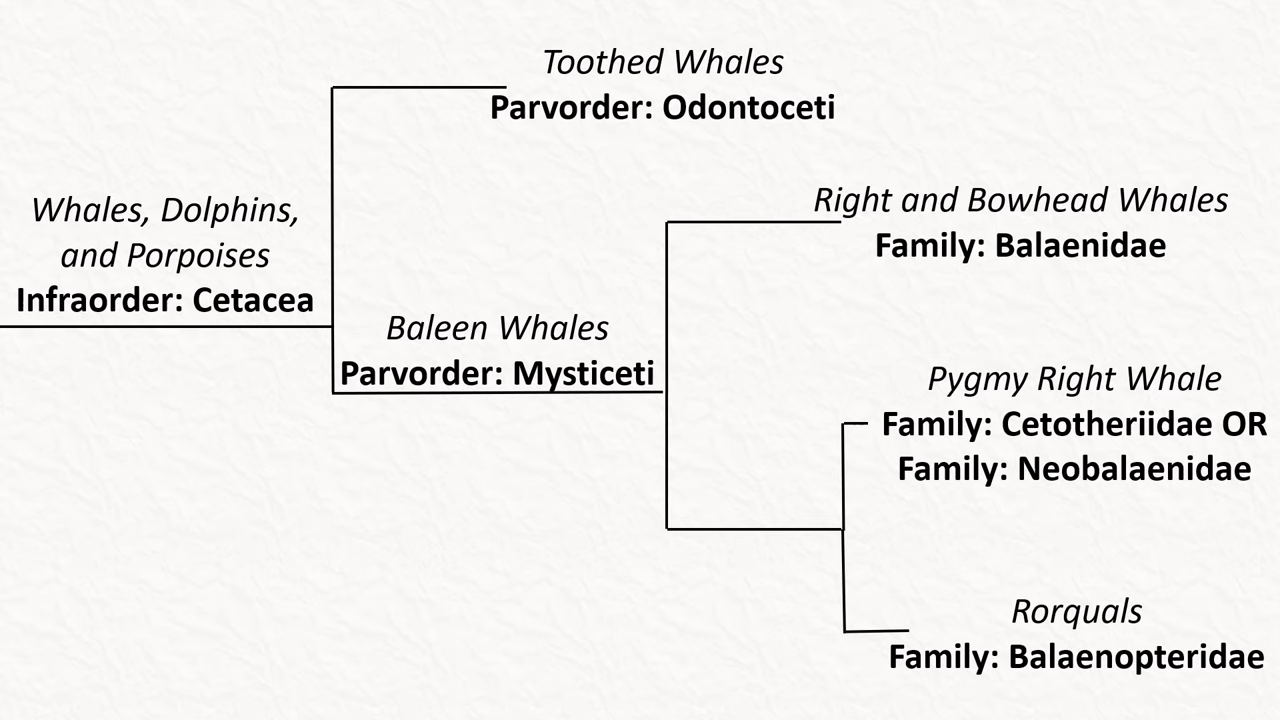 Toothed Whales
Parvorder: Odontoceti
Right and Bowhead Whales
Family: Balaenidae
Whales, Dolphins,
and Porpoises
Infraorder: Cetacea
Baleen Whales
Parvorder: Mysticeti
Pygmy Right Whale
Family: Cetotheriidae OR
Family: Neobalaenidae
Rorquals
Family: Balaenopteridae